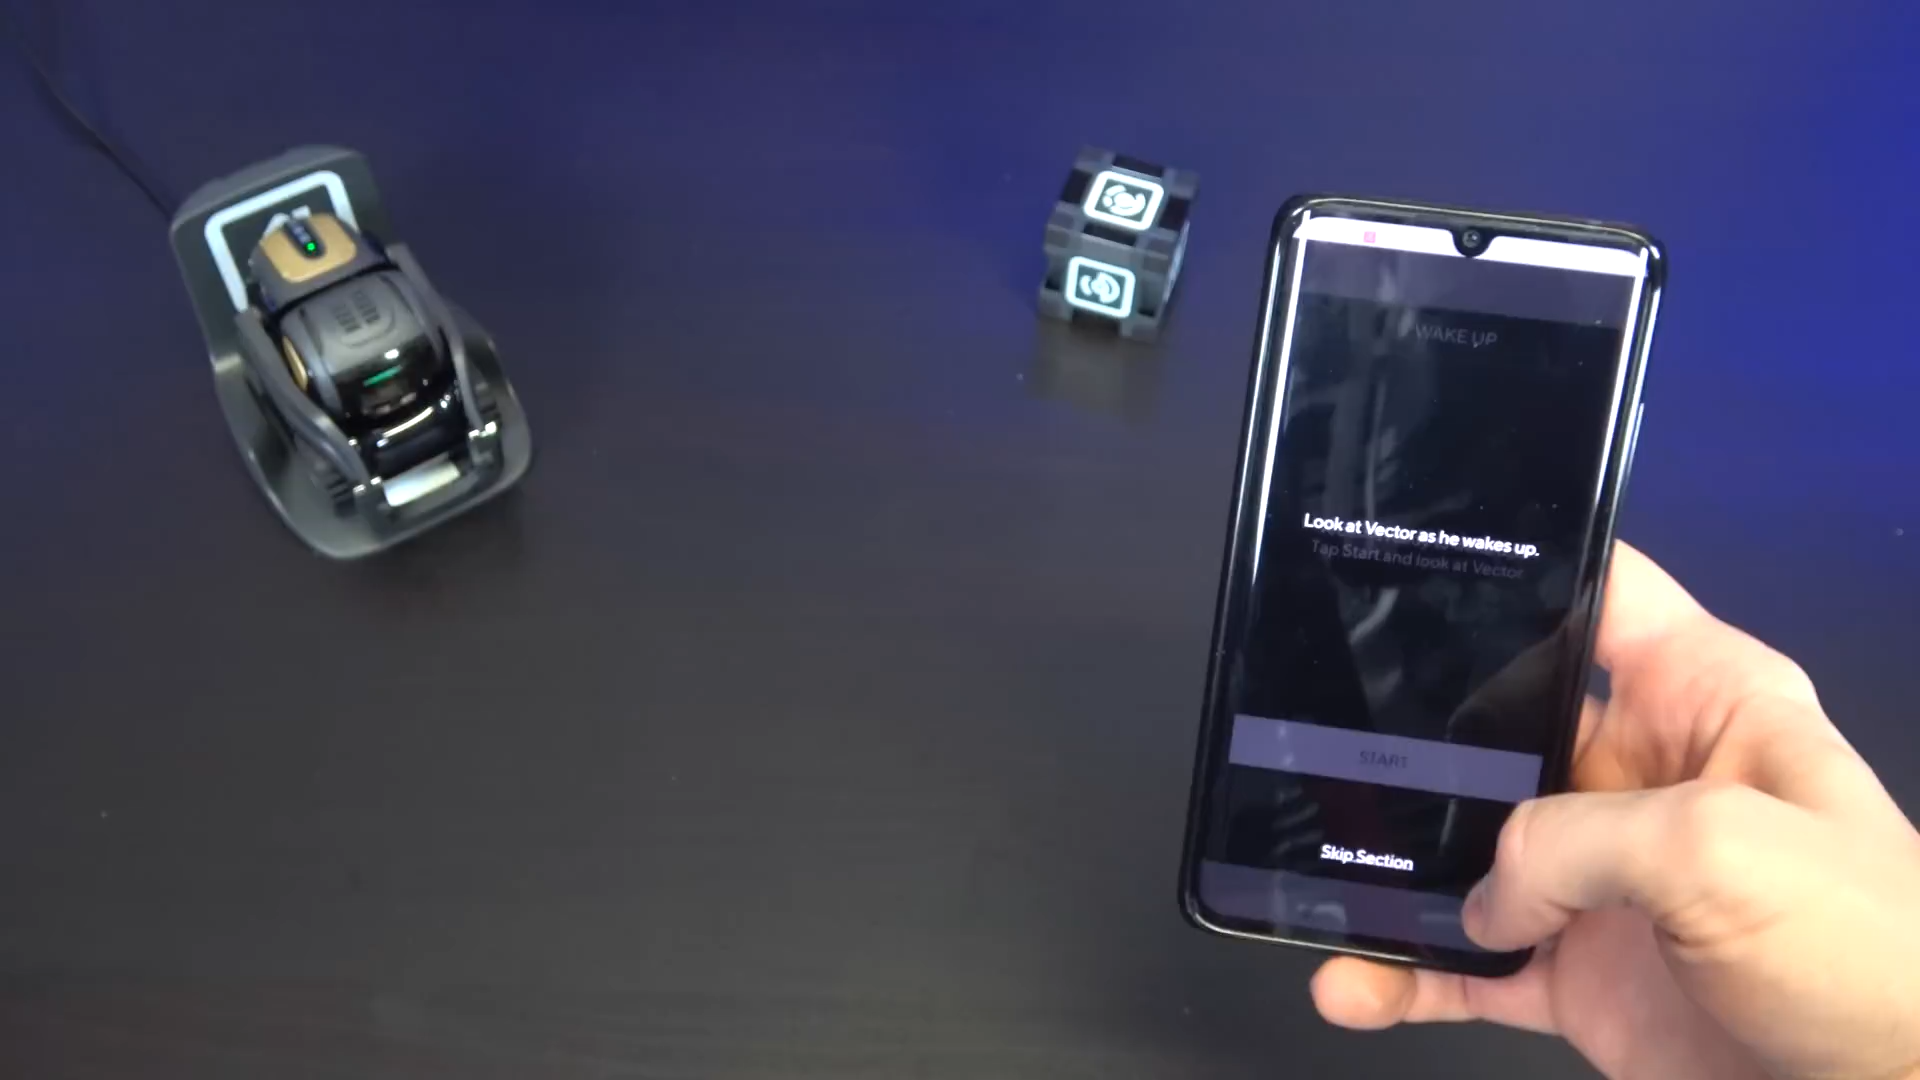 WAKE UP
Look at Vector as he wakes up.
Tap Start and look at Vector
START
Skip Section